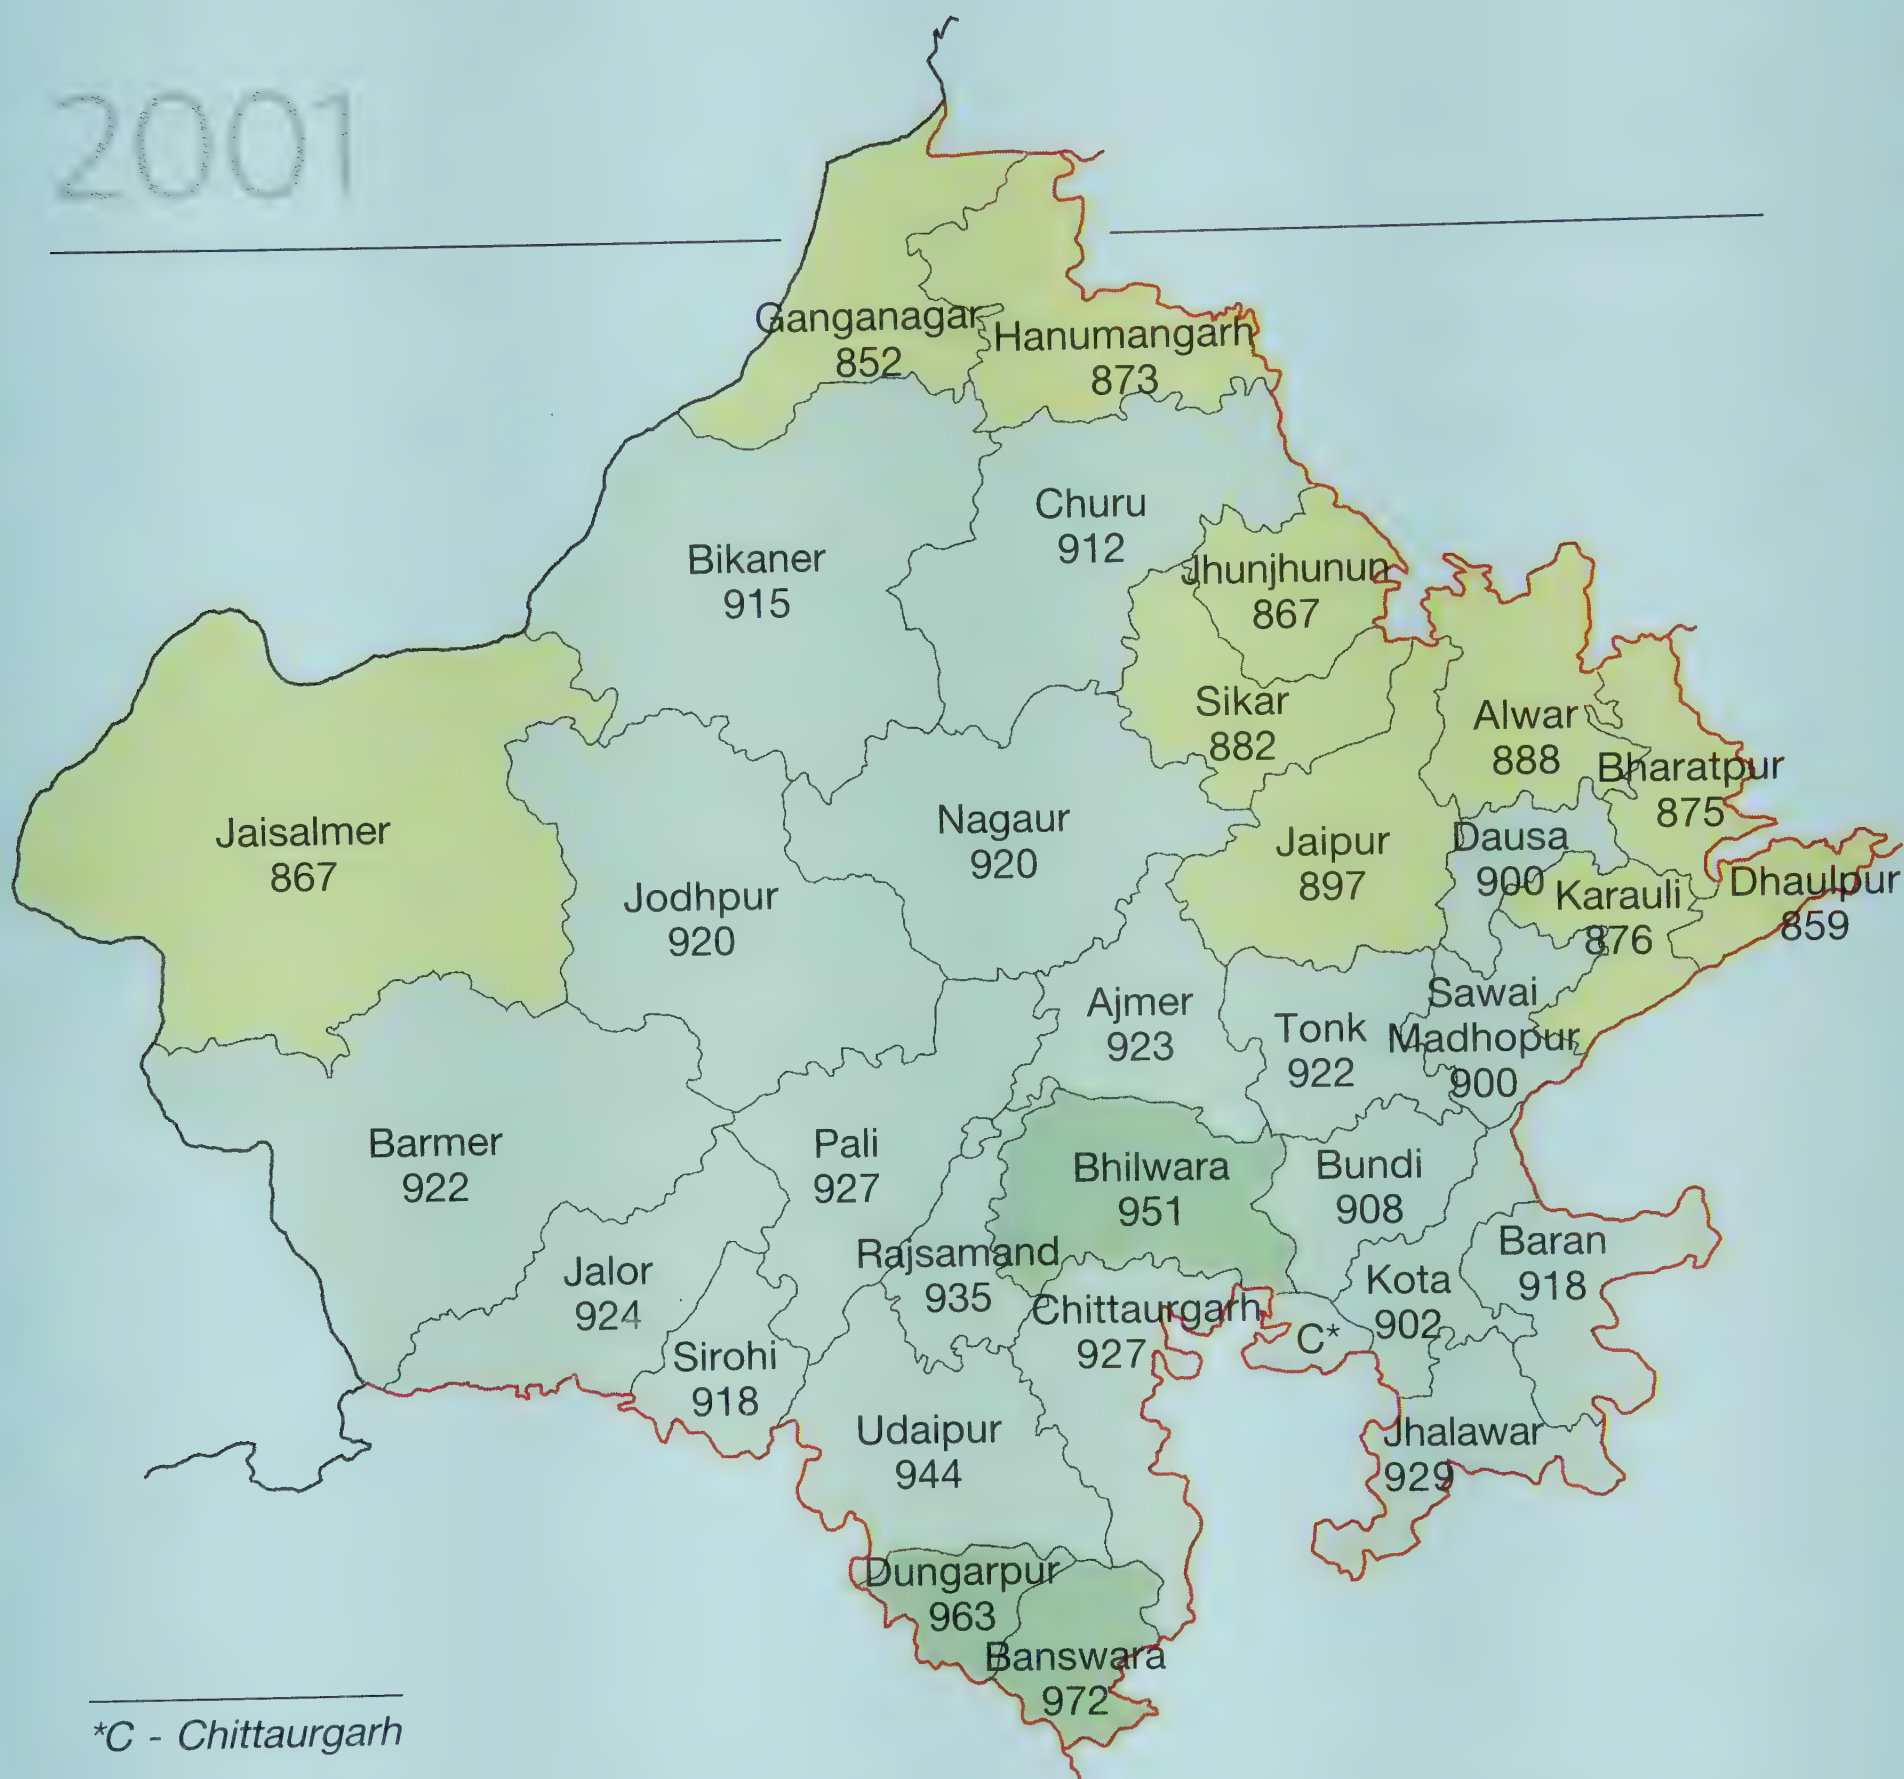 2001
Ganganagar
852
Hanumangarh
873
Churu
912
Bikaner
915
Jhunjhunun
867
Sikar
882
Alwar
888
Bharatpur
875
Jaisalmer
867
Nagaur
920
Jaipur
897
Dausa
900
Karauli
876
Dhaulpur
859
Jodhpur
920
Ajmer
923
Tonk
922
Sawai
Madhopur
900
Barmer
922
Pali
927
Bhilwara
951
Bundi
908
Baran
918
Rajsamand
935
Jalor
924
Chittaurgarh
927
Kota
902
C*
Sirohi
918
Udaipur
944
Jhalawar
929
Dungarpur
963
Banswara
972
*C - Chittaurgarh